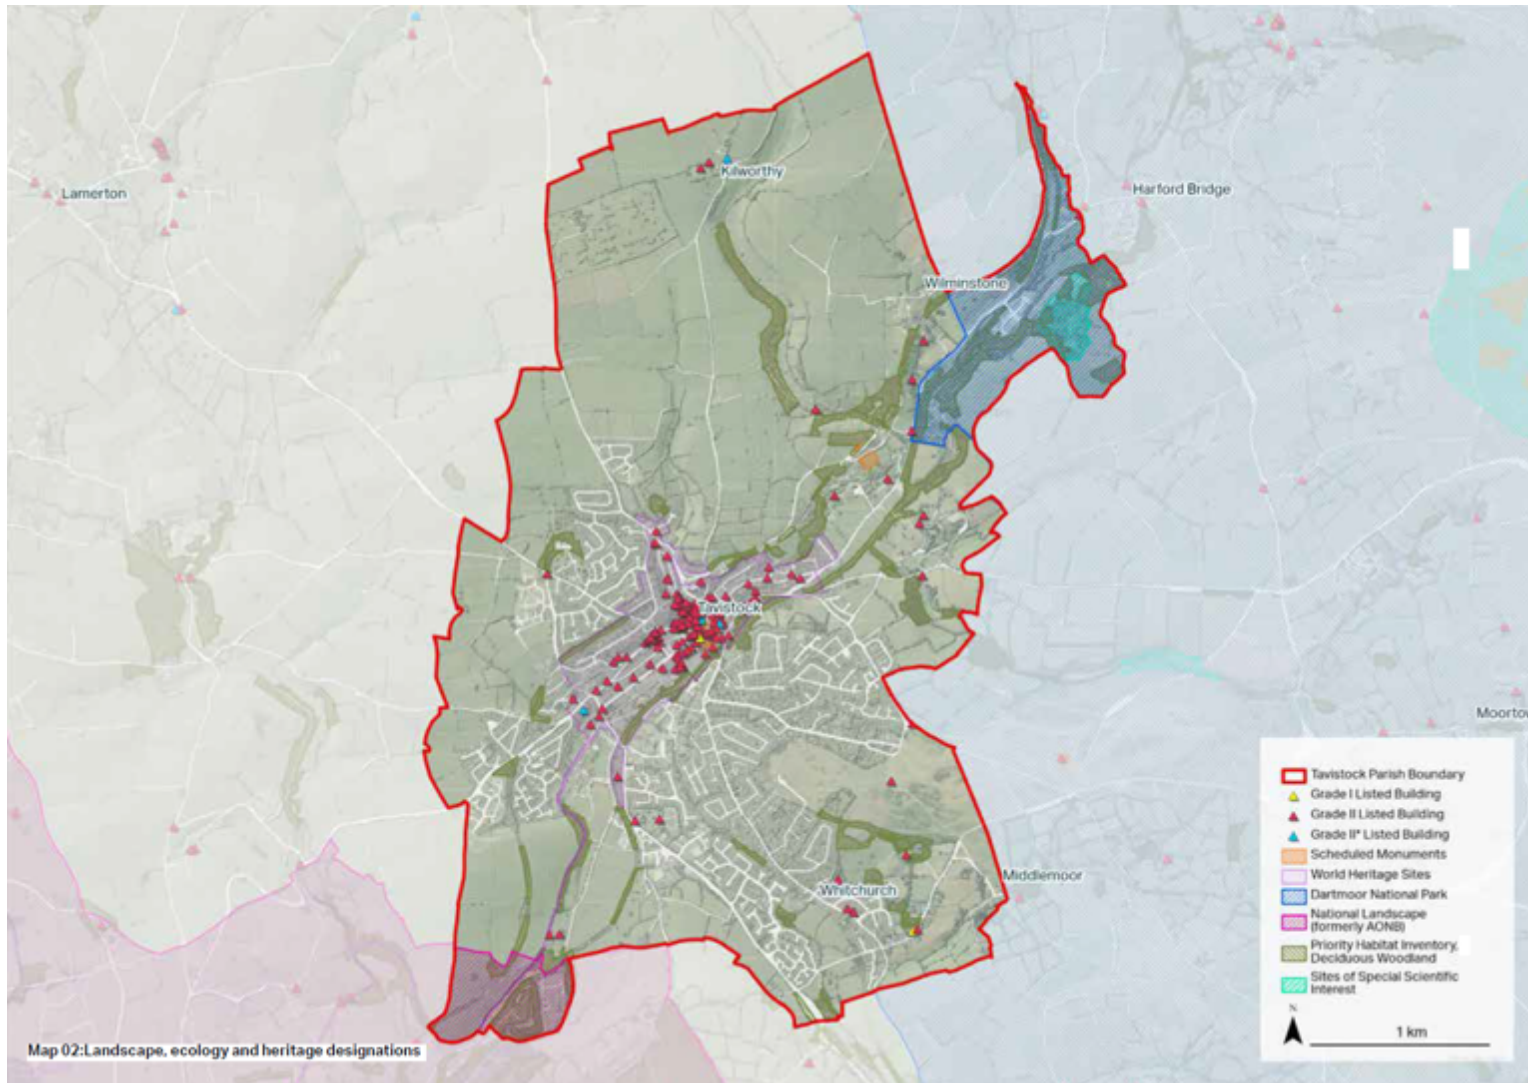 Kilworthy
Lamerton
Harford Bridge
Wilminstone
Tavistock
Moorto
Whitchurch
Middlemoor
Tavistock Parish Boundary
Grade I Listed Building
Grade II Listed Building
Grade II* Listed Building
Scheduled Monuments
World Heritage Sites
Dartmoor National Park
National Landscape
(formerly AONB)
Priority Habitat Inventory,
Deciduous Woodland
Sites of Special Scientific
Interest
N
1 km
Map 02:Landscape, ecology and heritage designations